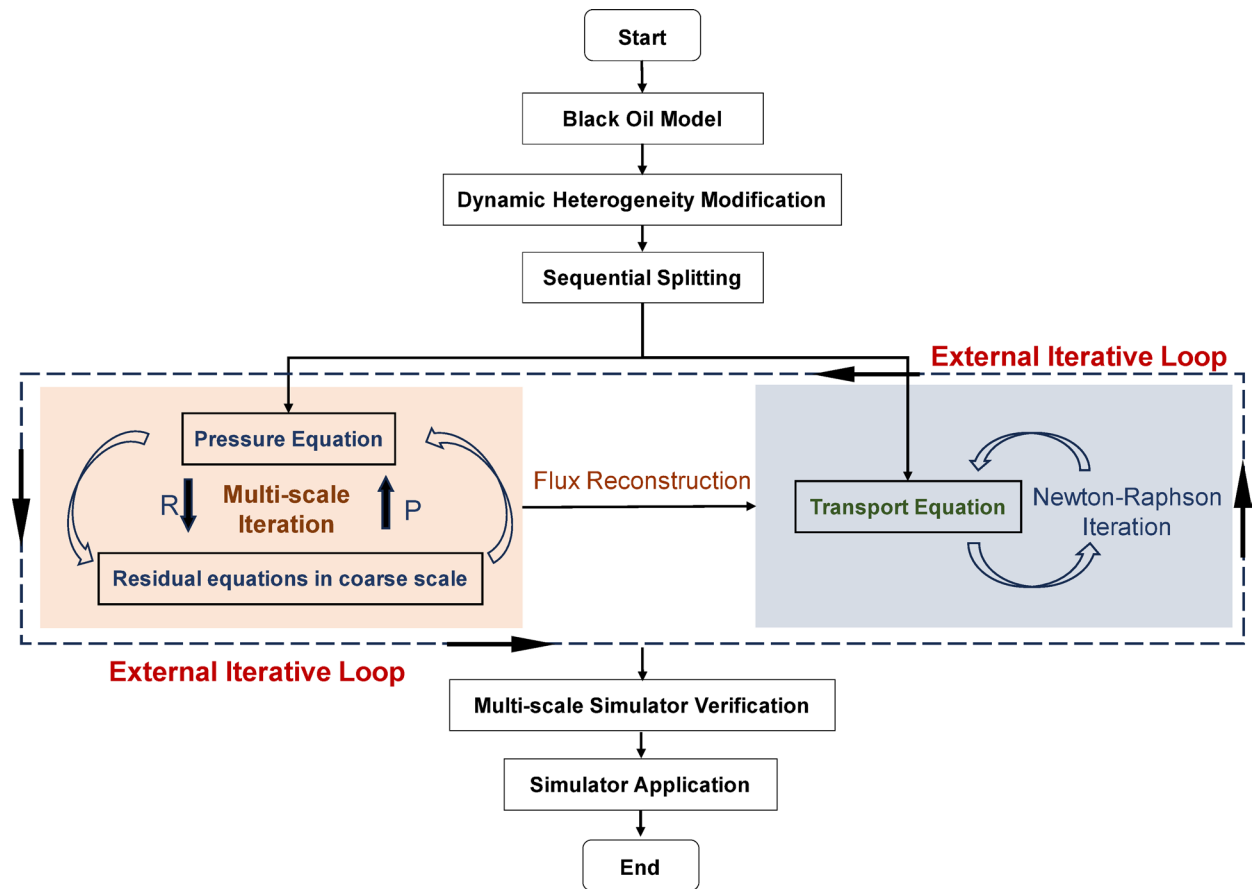 Start
Black Oil Model
Dynamic Heterogeneity Modification
Sequential Splitting
External Iterative Loop
Pressure Equation
R
Multi-scale
Iteration
P
Residual equations in coarse scale
Flux Reconstruction
Transport Equation
Newton-Raphson
Iteration
External Iterative Loop
Multi-scale Simulator Verification
Simulator Application
End